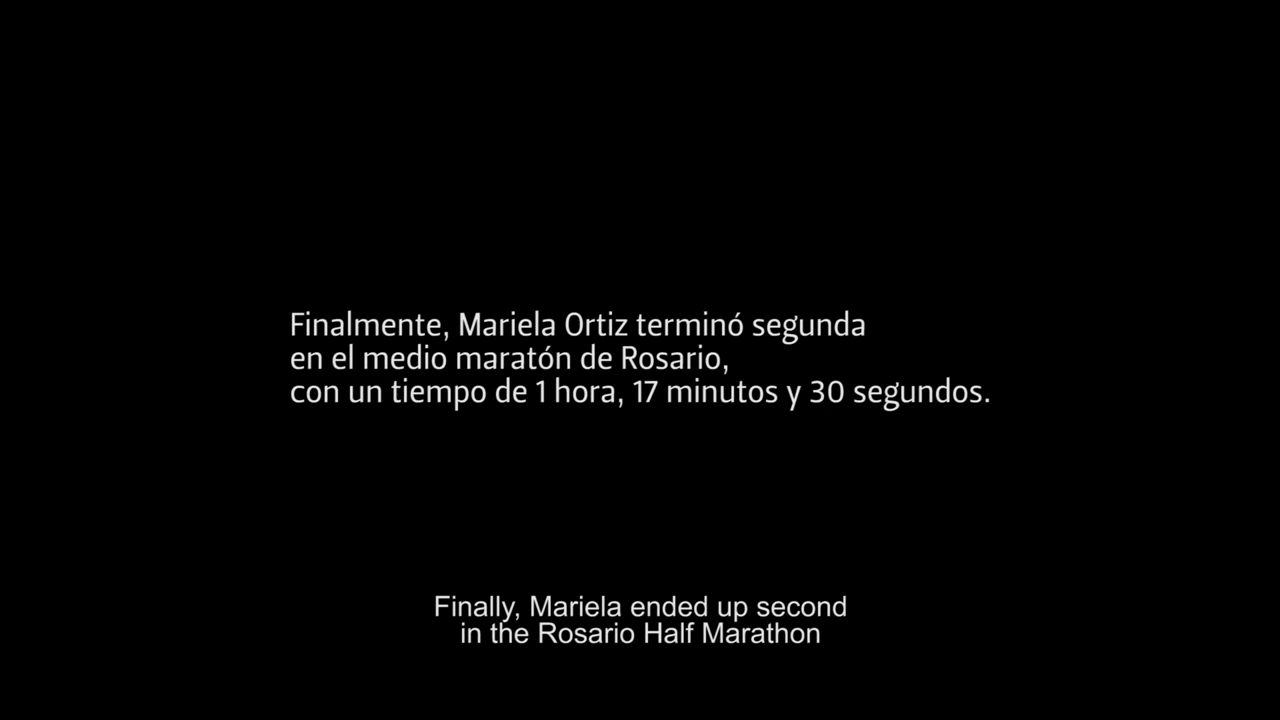 Finalmente, Mariela Ortiz terminó segunda
en el medio maratón de Rosario,
con un tiempo de 1 hora, 17 minutos y 30 segundos.
Finally, Mariela ended up second
in the Rosario Half Marathon